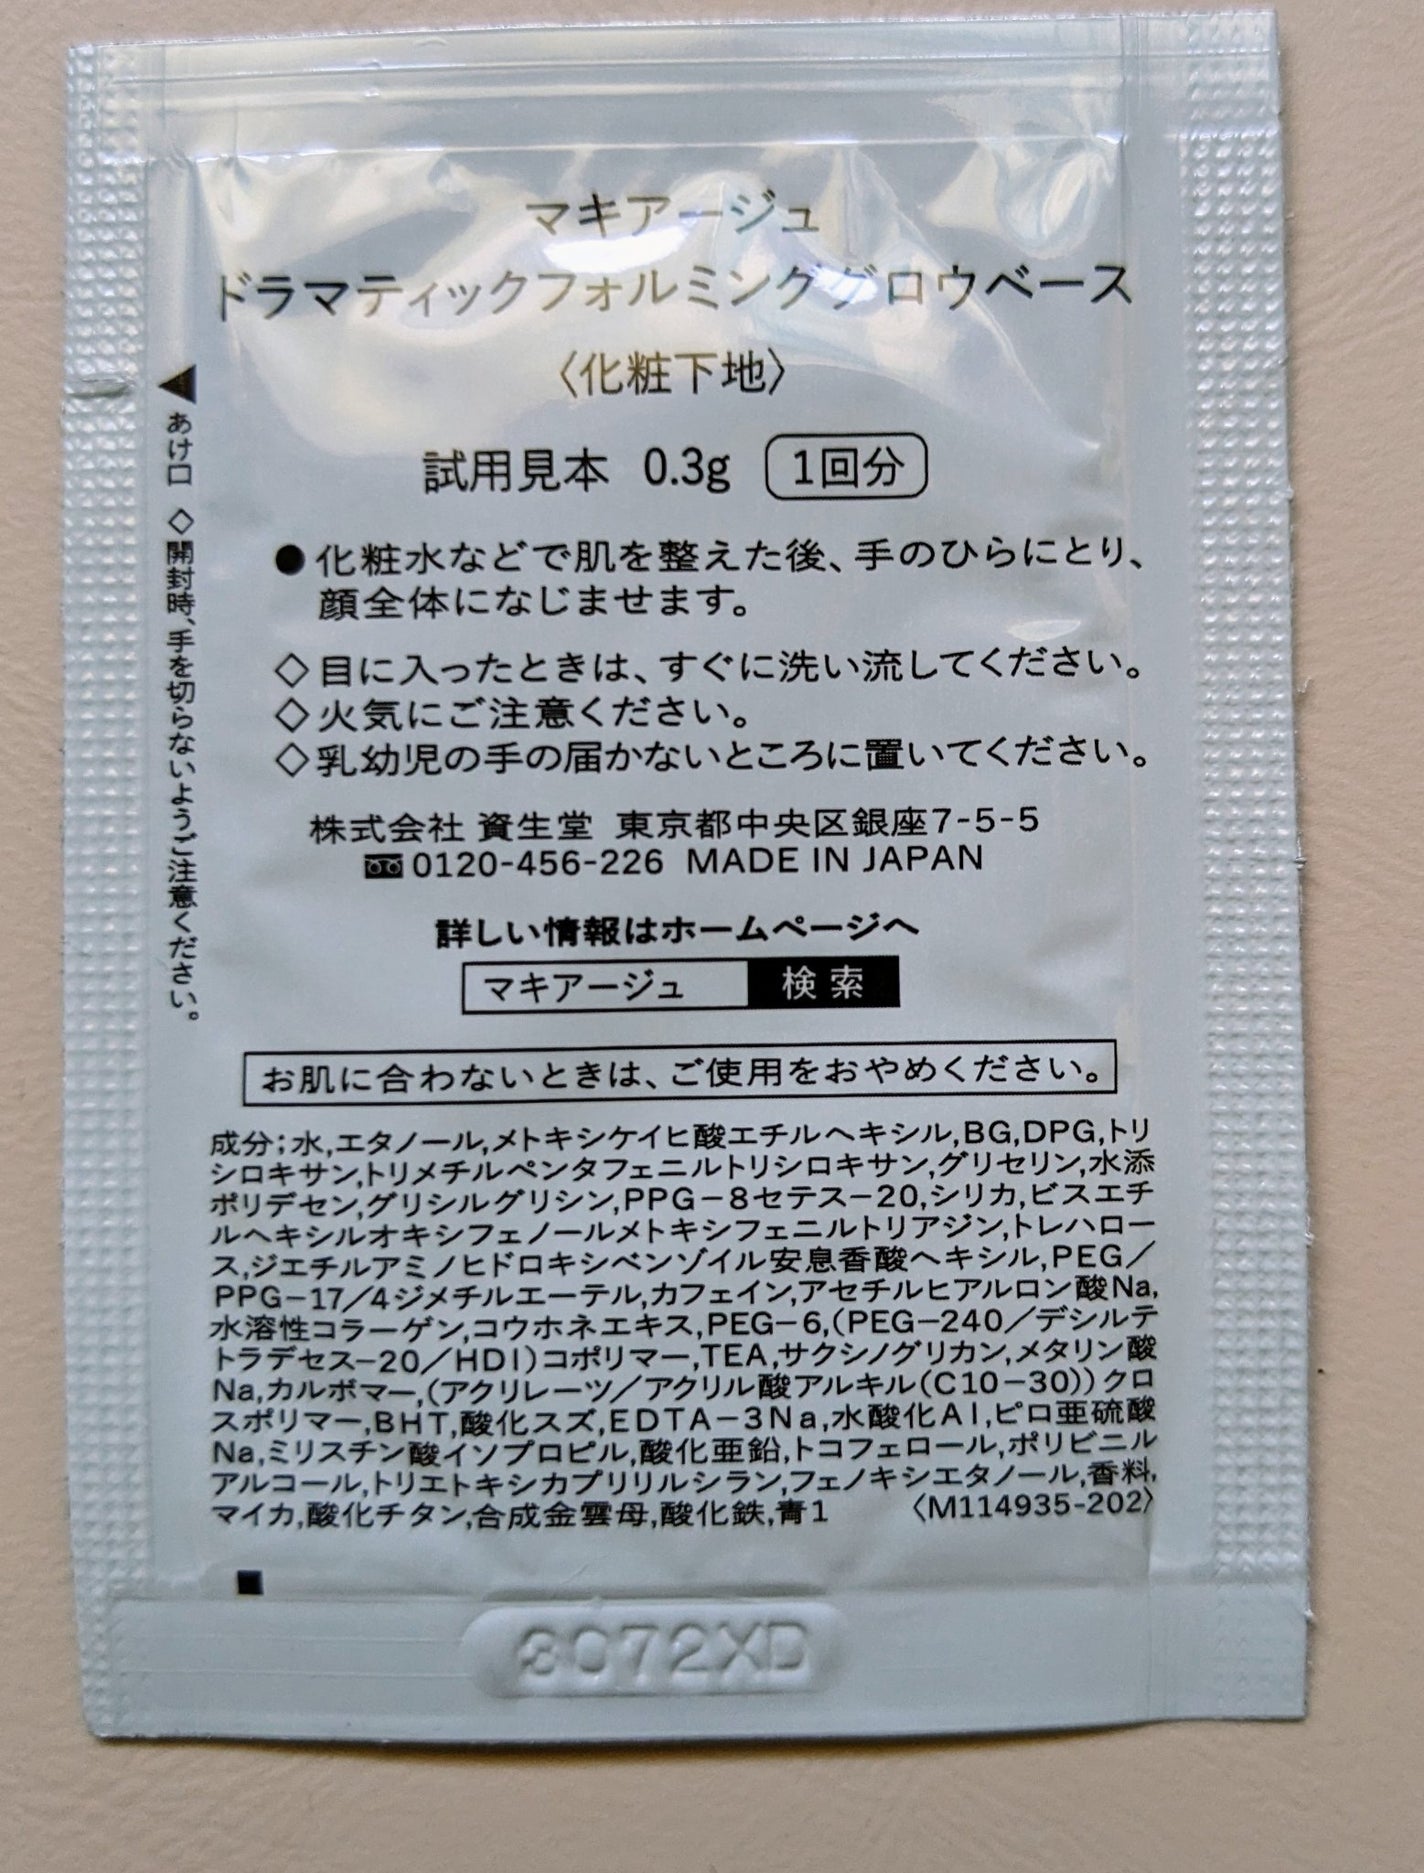 マキアージュ
ドラマティックフォルミンググロウベース
〈化粧下地〉
試用見本 0.3g 1回分
●化粧水などで肌を整えた後、手のひらにとり、
顔全体になじませます。
◇目に入ったときは、すぐに洗い流してください。
◇火気にご注意ください。
◇乳幼児の手の届かないところに置いてください。
株式会社 資生堂 東京都中央区銀座7-5-5
0120-456-226 MADE IN JAPAN
詳しい情報はホームページへ
マキアージュ 検索
お肌に合わないときは、ご使用をおやめください。
成分；水,エタノール,メトキシケイヒ酸エチルヘキシル,BG,DPG,トリ
シロキサン,トリメチルペンタフェニルトリシロキサン,グリセリン,水添
ポリデセン,グリシルグリシン,PPG－8セテス－20,シリカ,ビスエチ
ルヘキシルオキシフェノールメトキシフェニルトリアジン,トレハロー
ス,ジエチルアミノヒドロキシベンゾイル安息香酸ヘキシル,PEG／
PPG－17／4ジメチルエーテル,カフェイン,アセチルヒアルロン酸Na,
水溶性コラーゲン,コウホネエキス,PEG－6,(PEG－240／デシルテ
トラデセス－20／HDI)コポリマー,TEA,サクシノグリカン,メタリン酸
Na,カルボマー,(アクリレーツ／アクリル酸アルキル(C10－30))クロ
スポリマー,BHT,酸化スズ,EDTA－3Na,水酸化Al,ピロ亜硫酸
Na,ミリスチン酸イソプロピル,酸化亜鉛,トコフェロール,ポリビニル
アルコール,トリエトキシカプリリルシラン,フェノキシエタノール,香料,
マイカ,酸化チタン,合成金雲母,酸化鉄,青1 〈M114935-202〉
◀あけ口 ◇開封時、手を切らないようご注意ください。
3072XD